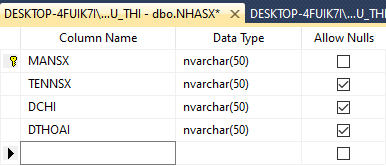 DESKTOP-4FUIK7I\...U_THI - dbo.NHASX* DESKTOP-4FUIK7I\...U_THI
Column Name Data Type Allow Nulls
MANSX nvarchar(50)
TENNSX nvarchar(50)
DCHI nvarchar(50)
DTHOAI nvarchar(50)